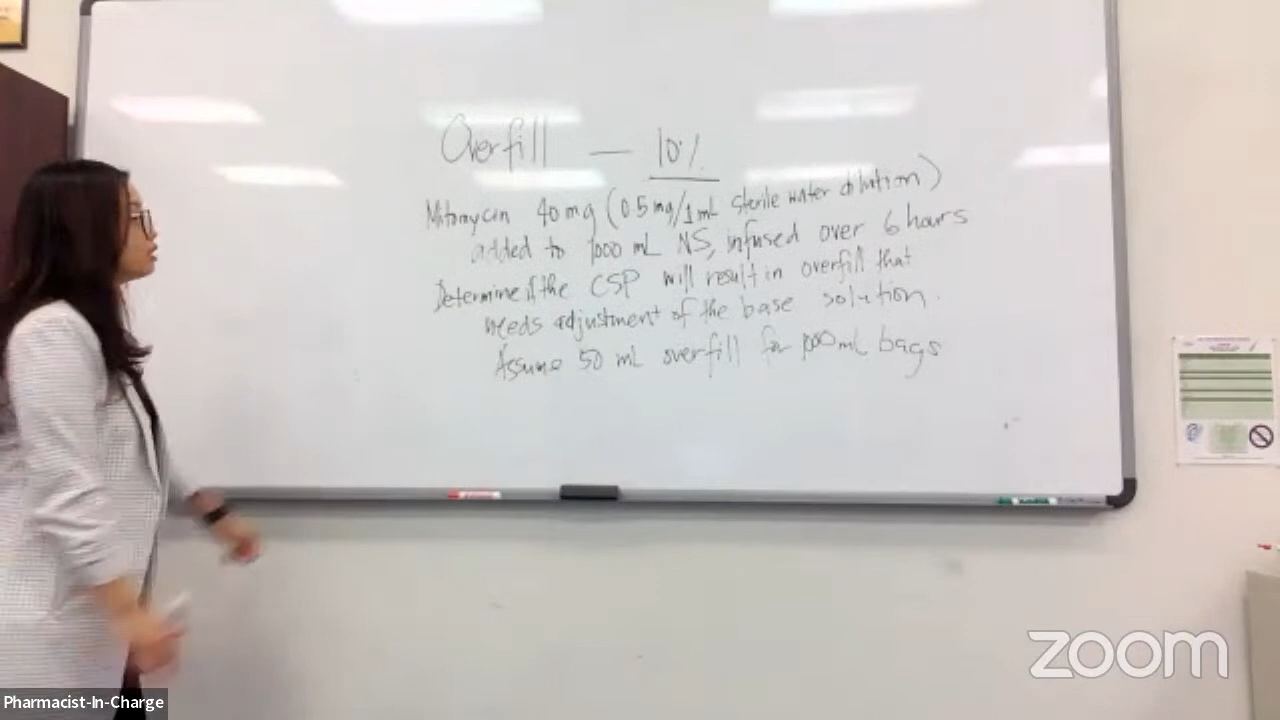 Overfill — 10%
Mitomycin 40 mg (0.5 mg/1 mL sterile water dilution)
added to 1000 mL NS, infused over 6 hours
Determine if the CSP will result in overfill that
needs adjustment of the base solution.
Assume 50 mL overfill for 1000 mL bags
zoom
Pharmacist-In-Charge